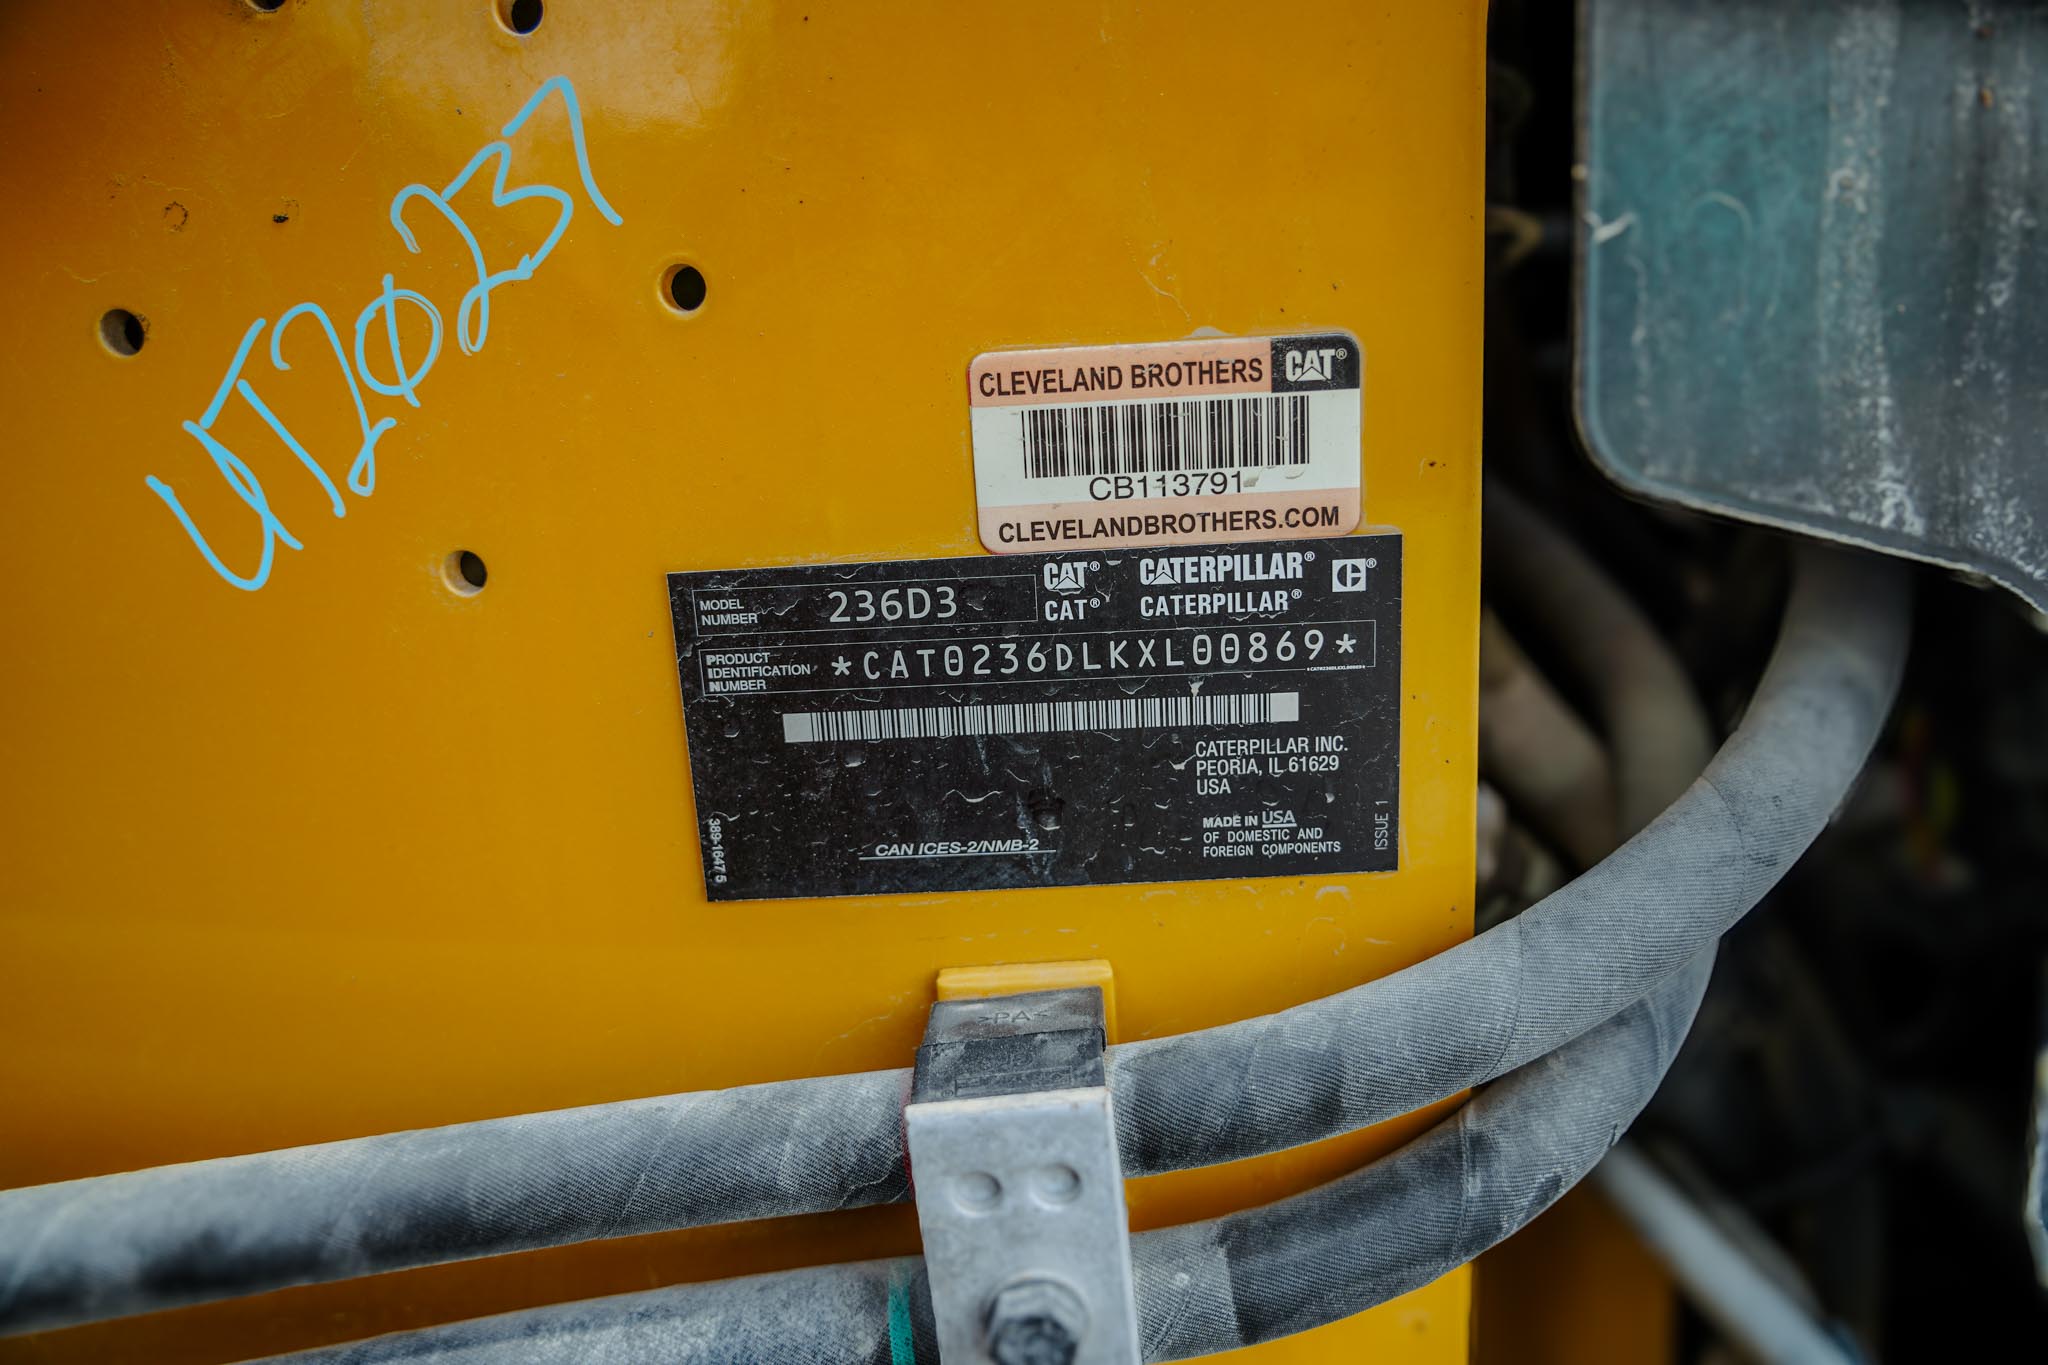 UT20237
CLEVELAND BROTHERS CAT®
CB113791
CLEVELANDBROTHERS.COM
MODEL NUMBER 236D3 CAT® CATERPILLAR® C®
CAT® CATERPILLAR®
PRODUCT IDENTIFICATION NUMBER *CAT0236DLKXL00869*
*CAT0236DLKXL00869*
CATERPILLAR INC.
PEORIA, IL 61629
USA
MADE IN USA
OF DOMESTIC AND
FOREIGN COMPONENTS
CAN ICES-2/NMB-2
389-1647 5
ISSUE 1
>PA<